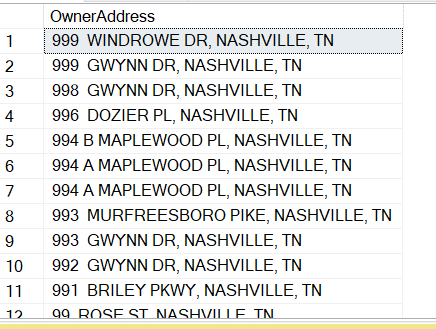 OwnerAddress
1 999  WINDROWE DR, NASHVILLE, TN
2 999  GWYNN DR, NASHVILLE, TN
3 998  GWYNN DR, NASHVILLE, TN
4 996  DOZIER PL, NASHVILLE, TN
5 994 B MAPLEWOOD PL, NASHVILLE, TN
6 994 A MAPLEWOOD PL, NASHVILLE, TN
7 994 A MAPLEWOOD PL, NASHVILLE, TN
8 993  MURFREESBORO PIKE, NASHVILLE, TN
9 993  GWYNN DR, NASHVILLE, TN
10 992  GWYNN DR, NASHVILLE, TN
11 991  BRILEY PKWY, NASHVILLE, TN
12 99  ROSE ST, NASHVILLE, TN